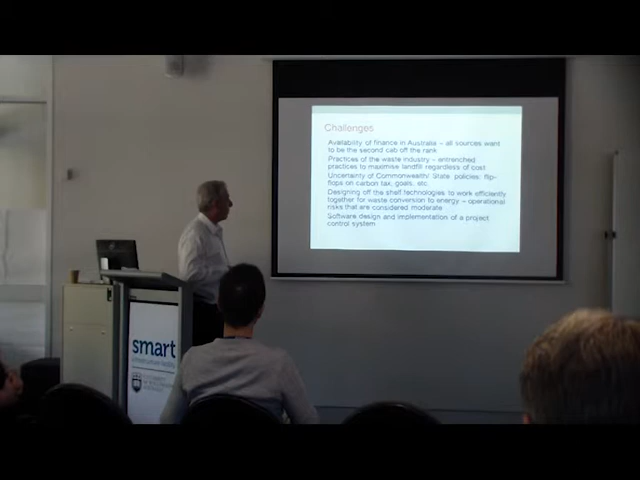 Challenges
Availability of finance in Australia – all sources want
to be the second cab off the rank
Practices of the waste industry – entrenched
practices to maximise landfill regardless of cost
Uncertainty of Commonwealth/ State policies: flip-
flops on carbon tax, goals, etc.
Designing off the shelf technologies to work efficiently
together for waste conversion to energy – operational
risks that are considered moderate
Software design and implementation of a project
control system
smart
infrastructure facility
UNIVERSITY